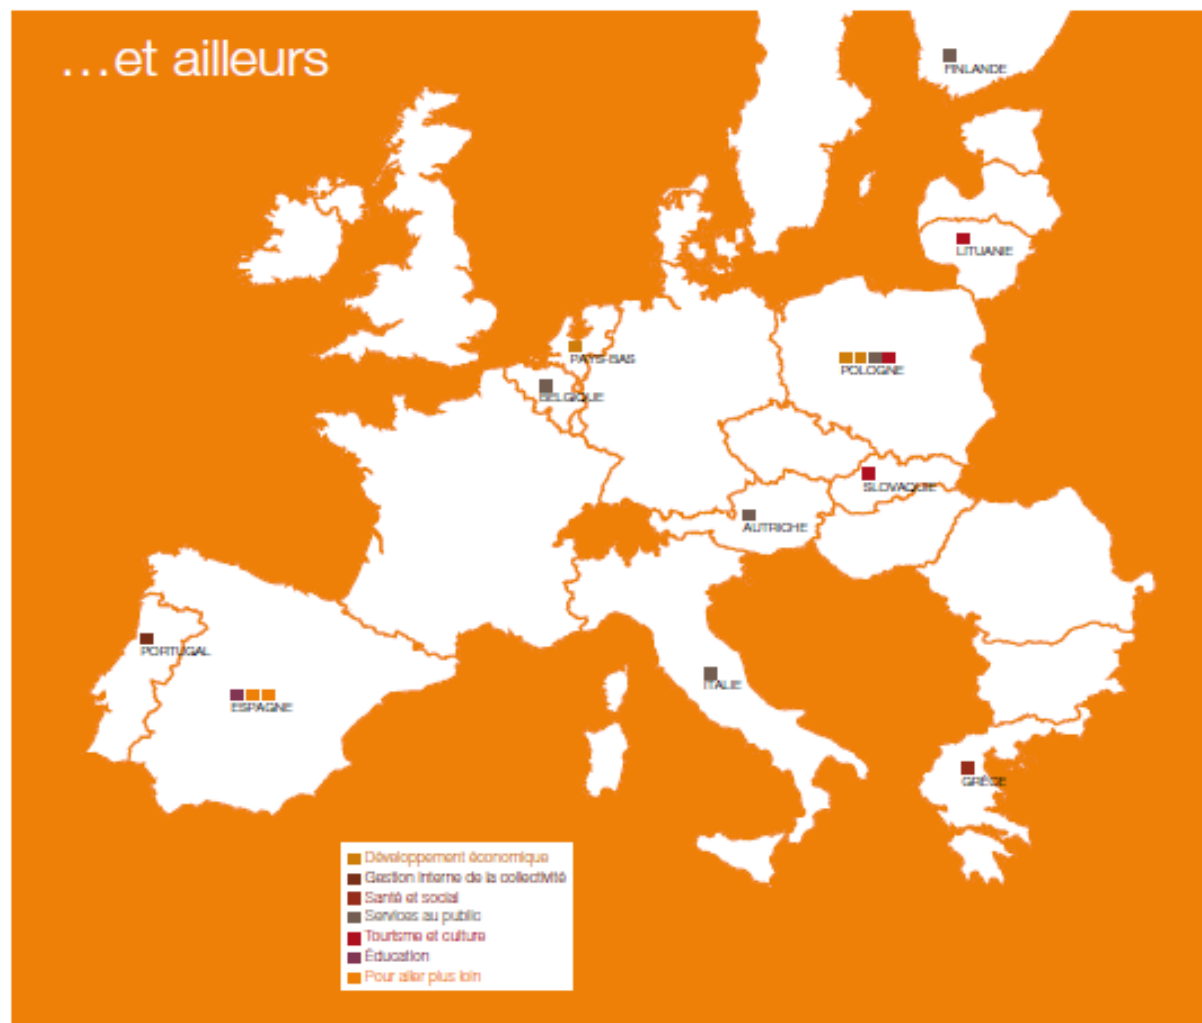 ...et ailleurs
FINLANDE
LITUANIE
PAYS-BAS
POLOGNE
BELGIQUE
SLOVAQUIE
AUTRICHE
PORTUGAL
ITALIE
ESPAGNE
GRÈCE
Développement économique
Gestion interne de la collectivité
Santé et social
Services au public
Tourisme et culture
Éducation
Pour aller plus loin